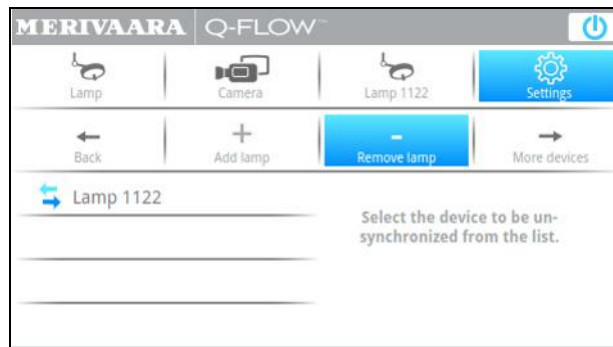 MERIVAARA Q-FLOW™
Lamp Camera Lamp 1122 Settings
Back Add lamp Remove lamp More devices
Lamp 1122
Select the device to be un-
synchronized from the list.